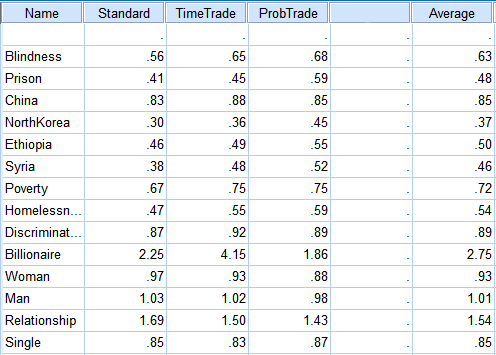 Name Standard TimeTrade ProbTrade Average
. . . . .
Blindness .56 .65 .68 . .63
Prison .41 .45 .59 . .48
China .83 .88 .85 . .85
NorthKorea .30 .36 .45 . .37
Ethiopia .46 .49 .55 . .50
Syria .38 .48 .52 . .46
Poverty .67 .75 .75 . .72
Homelessn... .47 .55 .59 . .54
Discriminat... .87 .92 .89 . .89
Billionaire 2.25 4.15 1.86 . 2.75
Woman .97 .93 .88 . .93
Man 1.03 1.02 .98 . 1.01
Relationship 1.69 1.50 1.43 . 1.54
Single .85 .83 .87 . .85